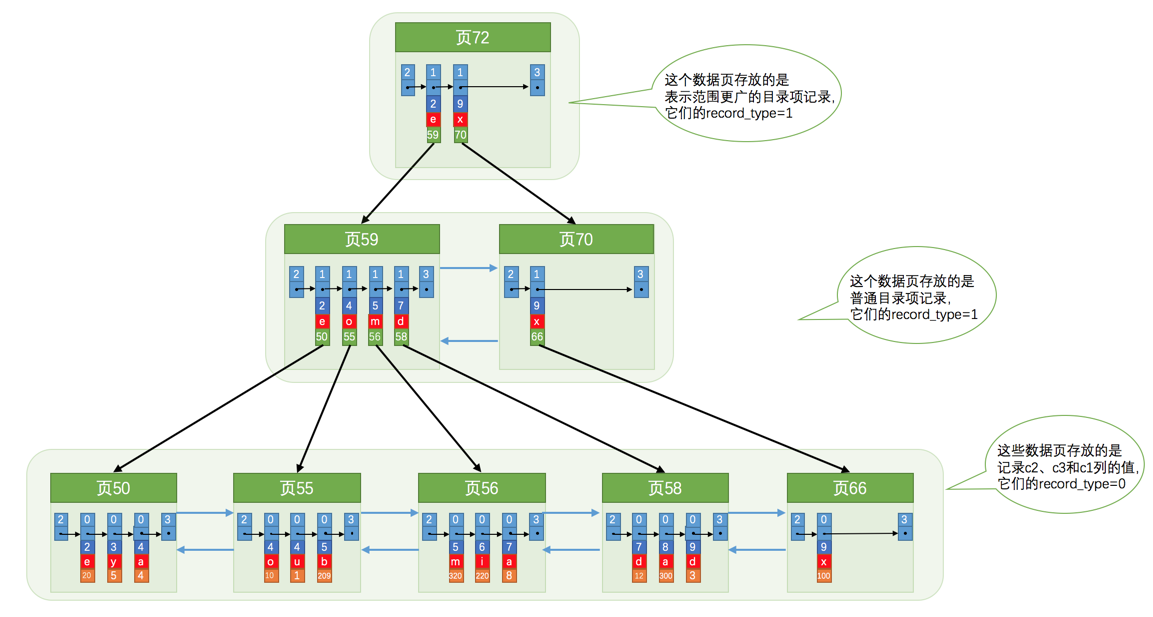 页72
2 1 1 3
2 9
e x
59 70
这个数据页存放的是
表示范围更广的目录项记录,
它们的record_type=1
页59
页70
2 1 1 1 1 3
2 1 3
2 4 5 7
9
e o m d
x
50 55 56 58
66
这个数据页存放的是
普通目录项记录,
它们的record_type=1
页50
页55
页56
页58
页66
2 0 0 0 3
2 0 0 0 3
2 0 0 0 3
2 0 0 0 3
2 0 3
2 3 4
4 4 5
5 6 7
7 8 9
9
e y a
o u b
m i a
d a d
x
20 5 4
10 1 209
320 220 8
12 300 3
100
这些数据页存放的是
记录c2、c3和c1列的值,
它们的record_type=0